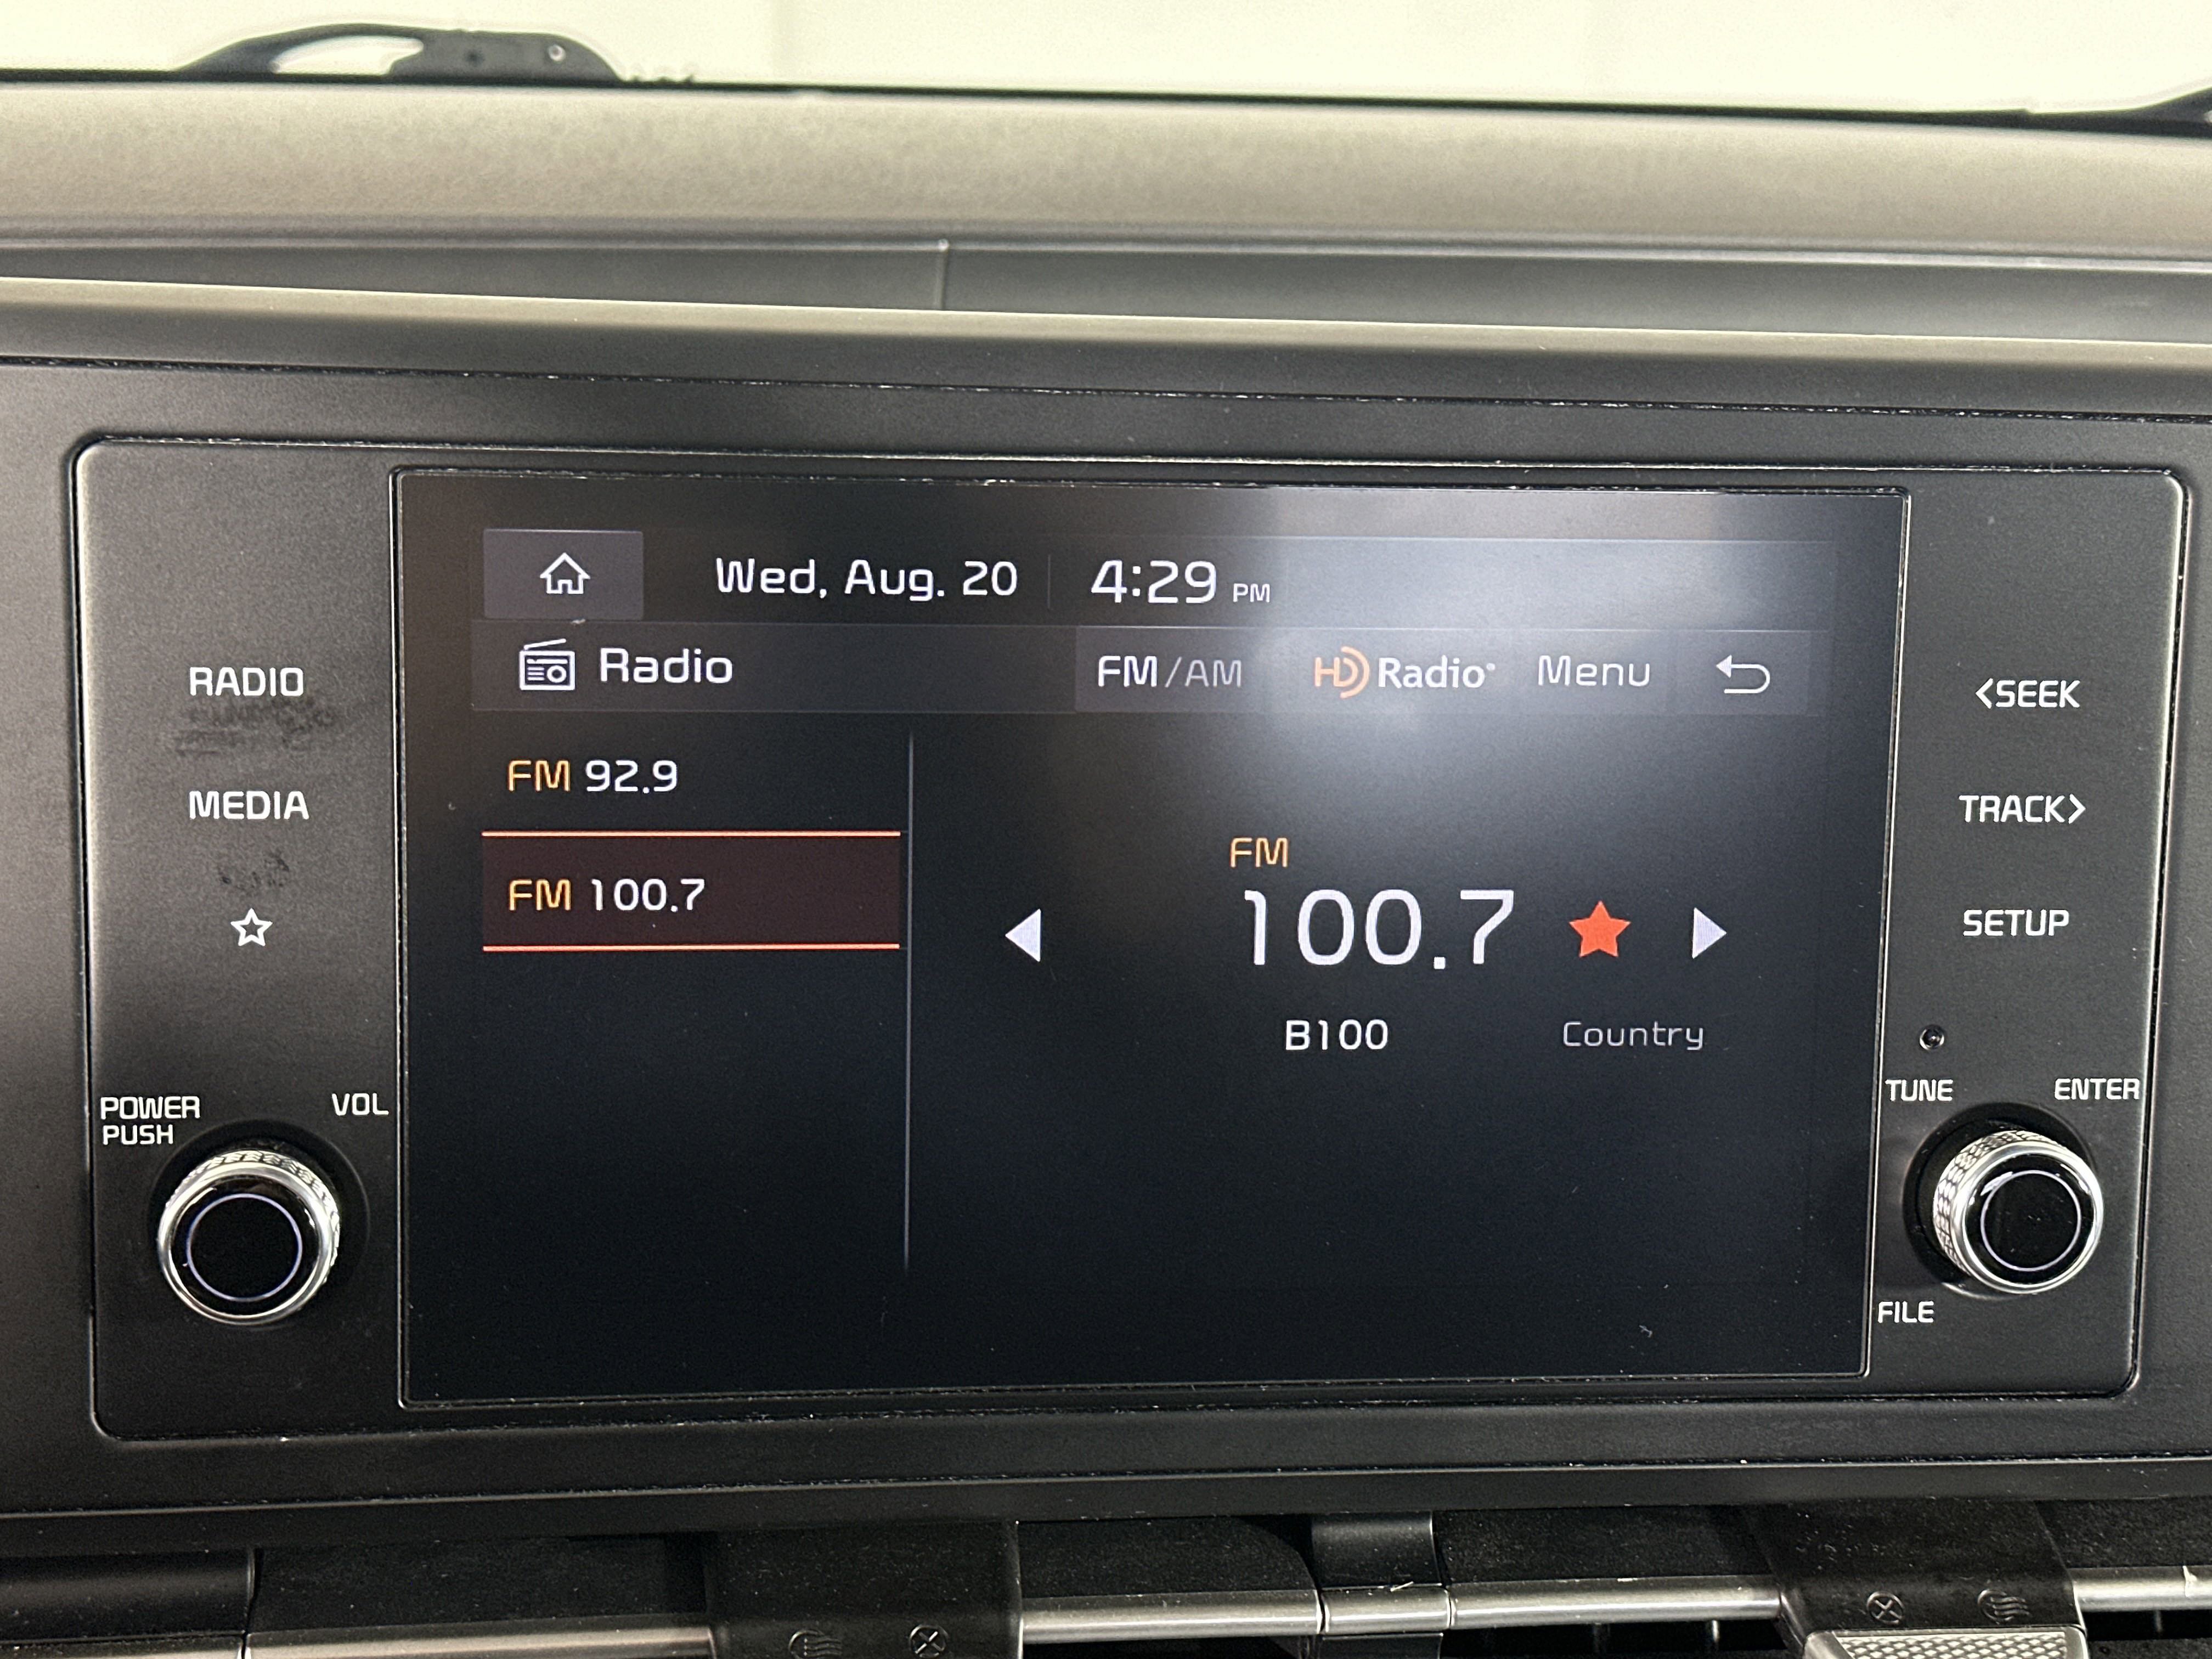 Wed, Aug. 20 4:29 PM
Radio FM/AM HD Radio Menu
RADIO
MEDIA
POWER
PUSH
VOL
FM 92.9
FM 100.7
FM
100.7
B100 Country
<SEEK
TRACK>
SETUP
TUNE ENTER
FILE